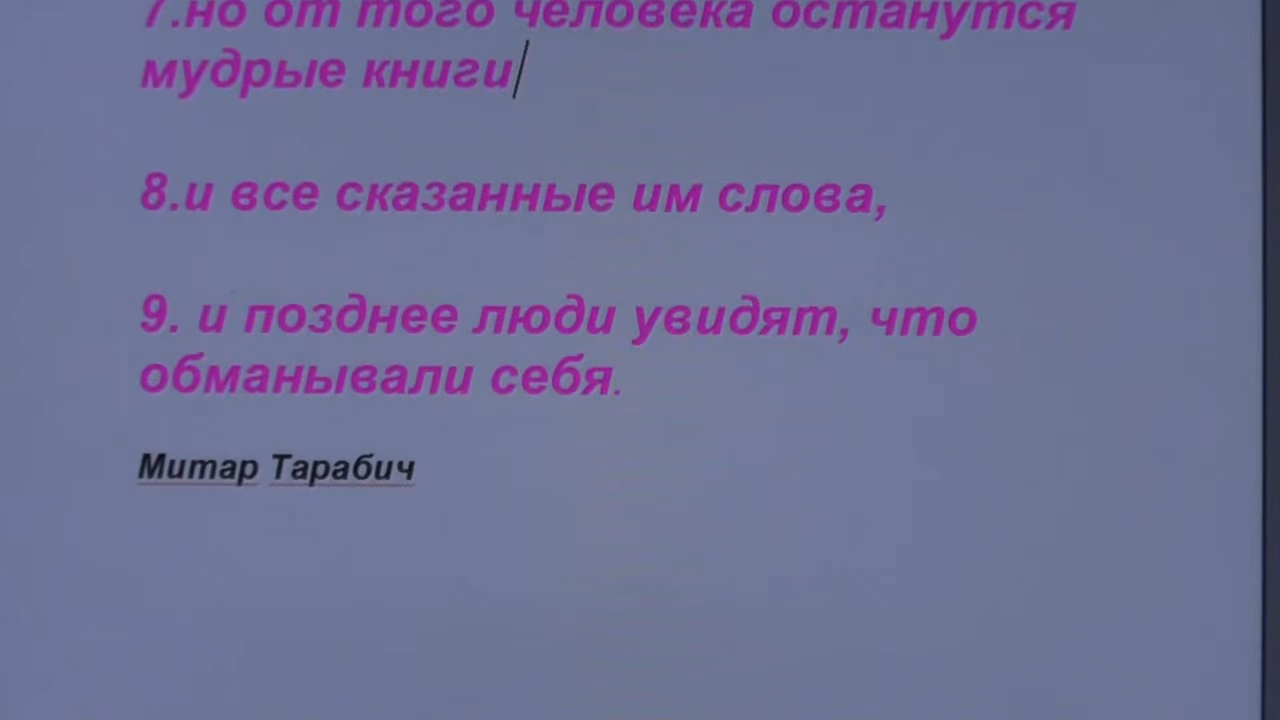 7.но от того человека останутся
мудрые книги
8.и все сказанные им слова,
9. и позднее люди увидят, что
обманывали себя.
Митар Тарабич